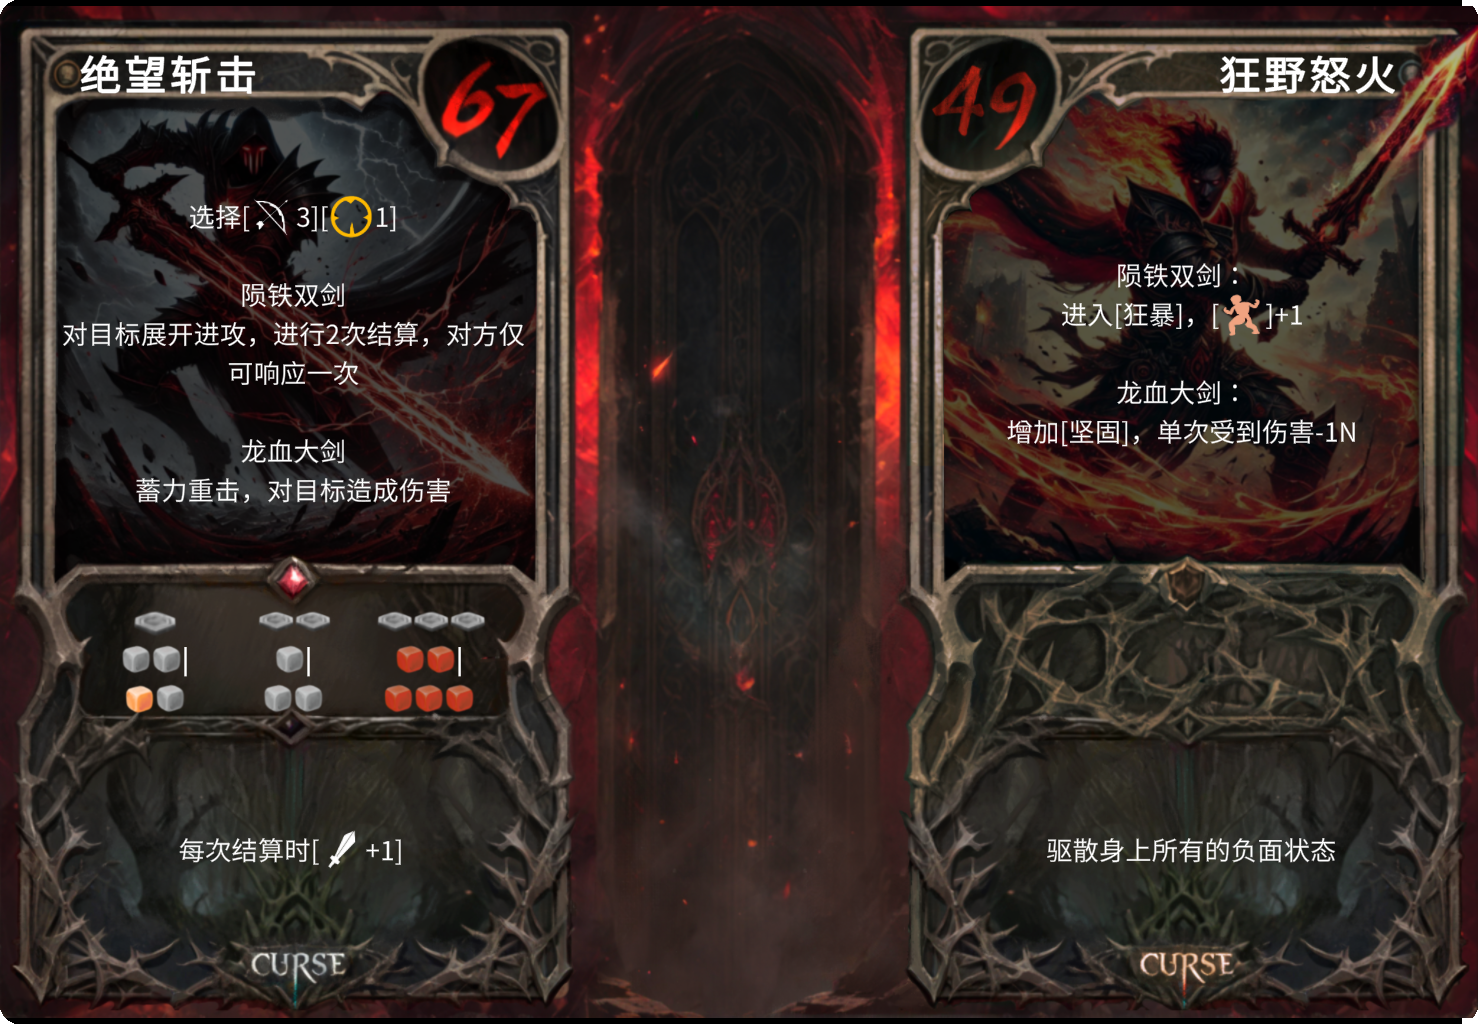 绝望斩击
67
选择[ 3][ 1]
陨铁双剑
对目标展开进攻，进行2次结算，对方仅
可响应一次
龙血大剑
蓄力重击，对目标造成伤害
每次结算时[ +1]
CURSE
狂野怒火
49
陨铁双剑：
进入[狂暴]，[ ]+1
龙血大剑：
增加[坚固]，单次受到伤害-1N
驱散身上所有的负面状态
CURSE